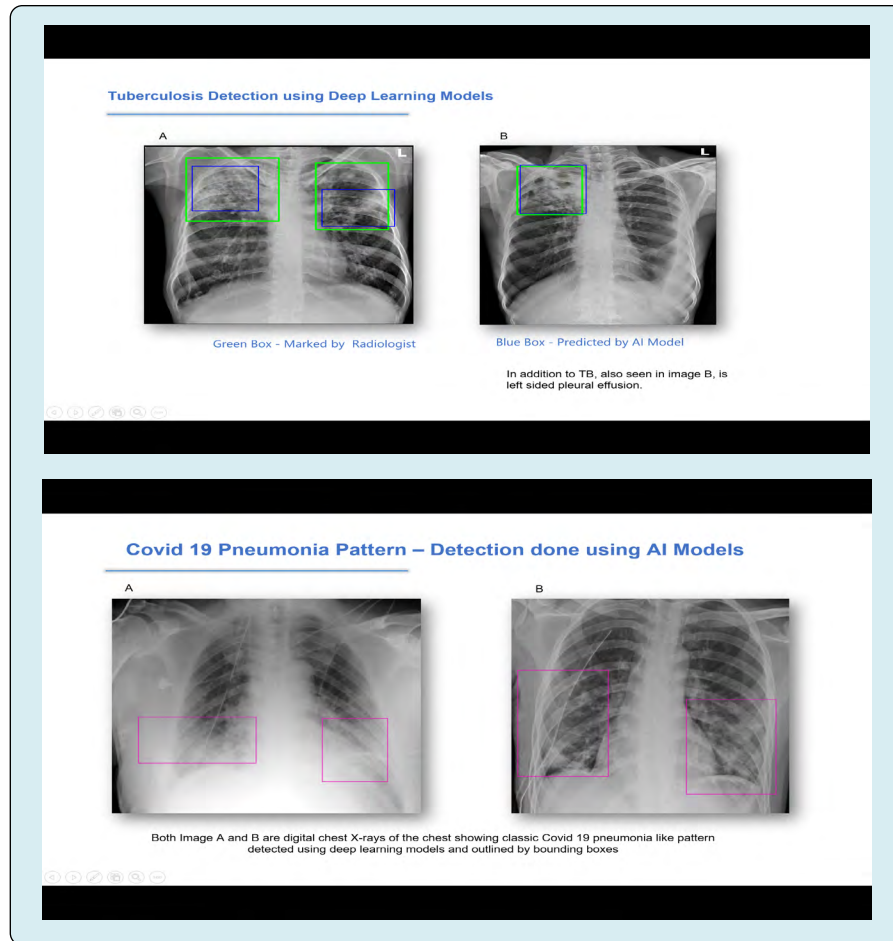 Tuberculosis Detection using Deep Learning Models
A
B
L
L
Green Box - Marked by Radiologist
Blue Box - Predicted by AI Model
In addition to TB, also seen in image B, is
left sided pleural effusion.
Covid 19 Pneumonia Pattern – Detection done using AI Models
A
B
Both Image A and B are digital chest X-rays of the chest showing classic Covid 19 pneumonia like pattern
detected using deep learning models and outlined by bounding boxes